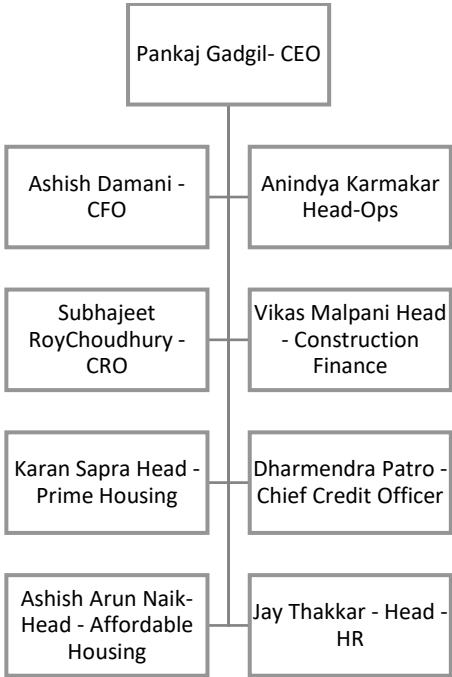 Pankaj Gadgil- CEO
Ashish Damani -
CFO
Anindya Karmakar
Head-Ops
Subhajeet
RoyChoudhury -
CRO
Vikas Malpani Head
- Construction
Finance
Karan Sapra Head -
Prime Housing
Dharmendra Patro -
Chief Credit Officer
Ashish Arun Naik-
Head - Affordable
Housing
Jay Thakkar - Head -
HR